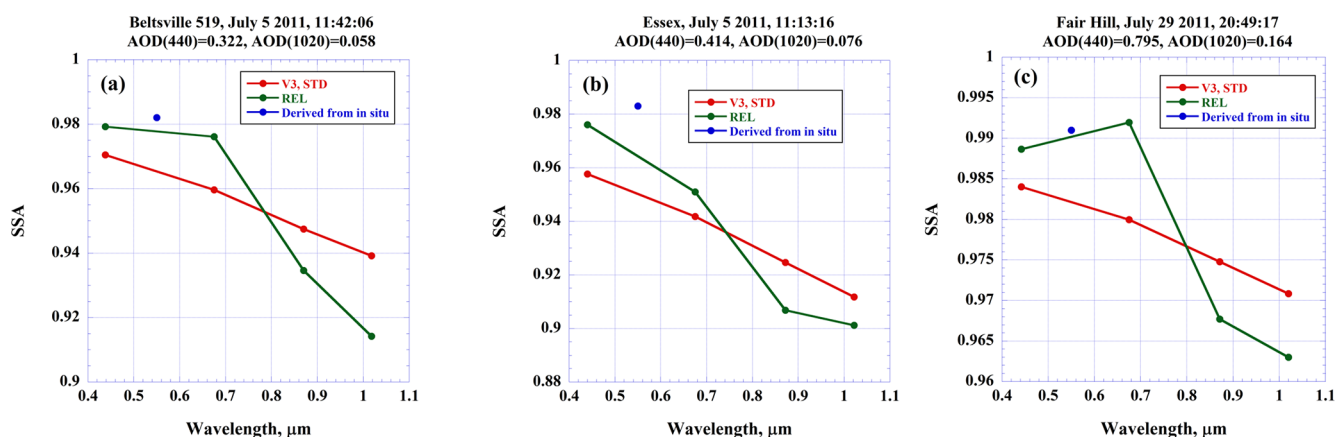 Beltsville 519, July 5 2011, 11:42:06
AOD(440)=0.322, AOD(1020)=0.058
(a)
V3, STD
REL
Derived from in situ
SSA
1
0.98
0.96
0.94
0.92
0.9
0.4 0.5 0.6 0.7 0.8 0.9 1 1.1
Wavelength, μm
Essex, July 5 2011, 11:13:16
AOD(440)=0.414, AOD(1020)=0.076
(b)
V3, STD
REL
Derived from in situ
SSA
1
0.98
0.96
0.94
0.92
0.9
0.88
0.4 0.5 0.6 0.7 0.8 0.9 1 1.1
Wavelength, μm
Fair Hill, July 29 2011, 20:49:17
AOD(440)=0.795, AOD(1020)=0.164
(c)
V3, STD
REL
Derived from in situ
SSA
1
0.995
0.99
0.985
0.98
0.975
0.97
0.965
0.96
0.4 0.5 0.6 0.7 0.8 0.9 1 1.1
Wavelength, μm